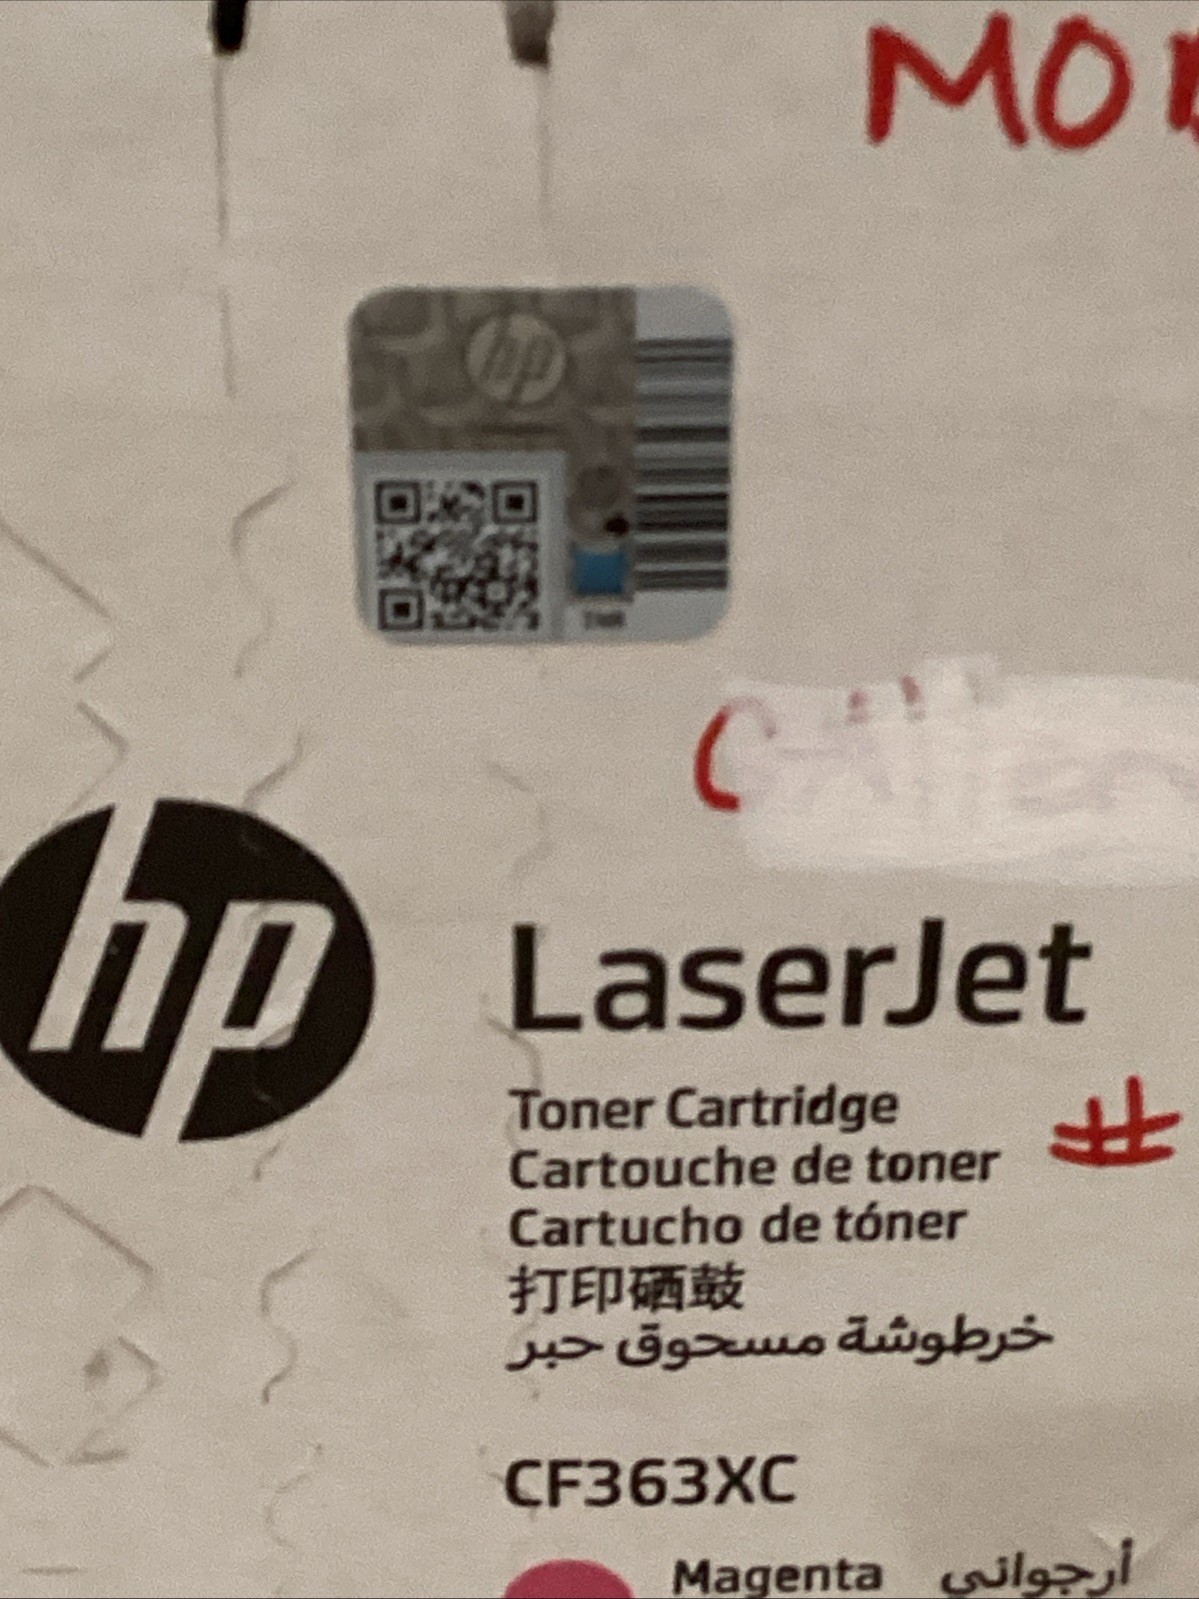 MO
hp
hp
LaserJet
Toner Cartridge
#
Cartouche de toner
Cartucho de tóner
打印硒鼓
خرطوشة مسحوق حبر
CF363XC
Magenta أرجواني